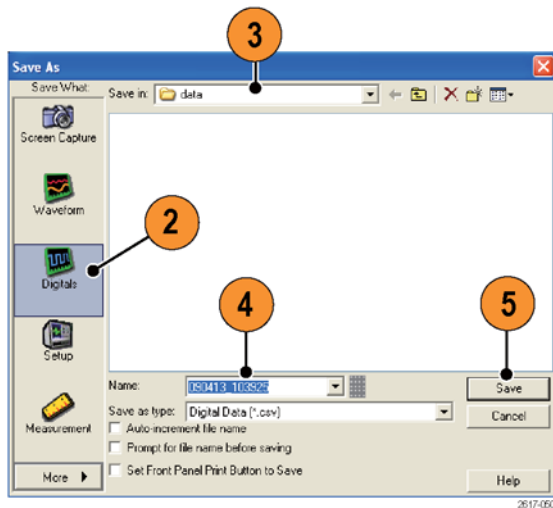 3
Save As
Save What:
Save in: data
Screen Capture
Waveform
2
Digitals
4
5
Setup
Name: 090413_103925
Save
Save as type: Digital Data (*.csv)
Cancel
Auto-increment file name
Measurement
Prompt for file name before saving
Set Front Panel Print Button to Save
More
Help